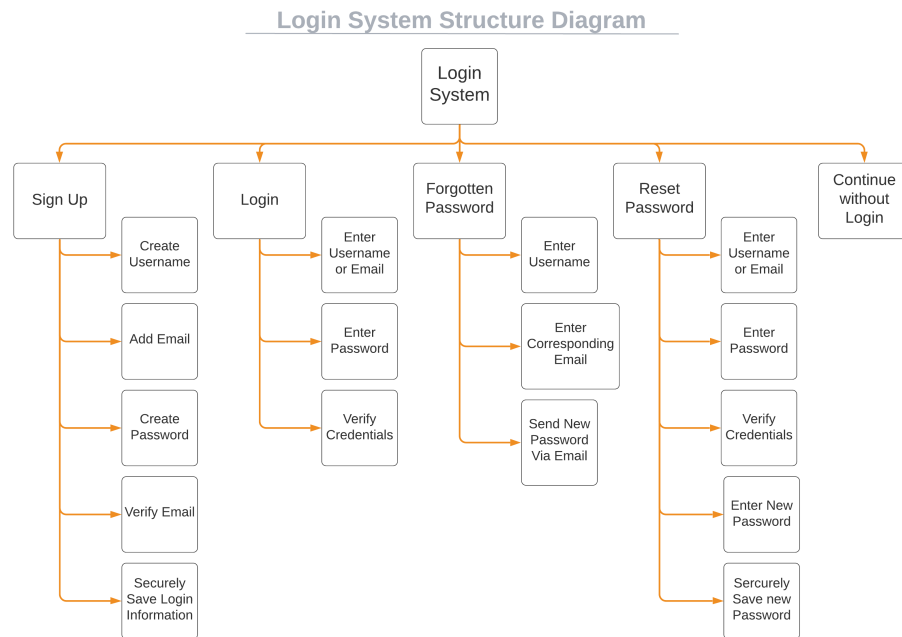 Login System Structure Diagram
Login
System
Sign Up
Login
Forgotten
Password
Reset
Password
Continue
without
Login
Create
Username
Add Email
Create
Password
Verify Email
Securely
Save Login
Information
Enter
Username
or Email
Enter
Password
Verify
Credentials
Enter
Username
Enter
Corresponding
Email
Send New
Password
Via Email
Enter
Username
or Email
Enter
Password
Verify
Credentials
Enter New
Password
Sercurely
Save new
Password